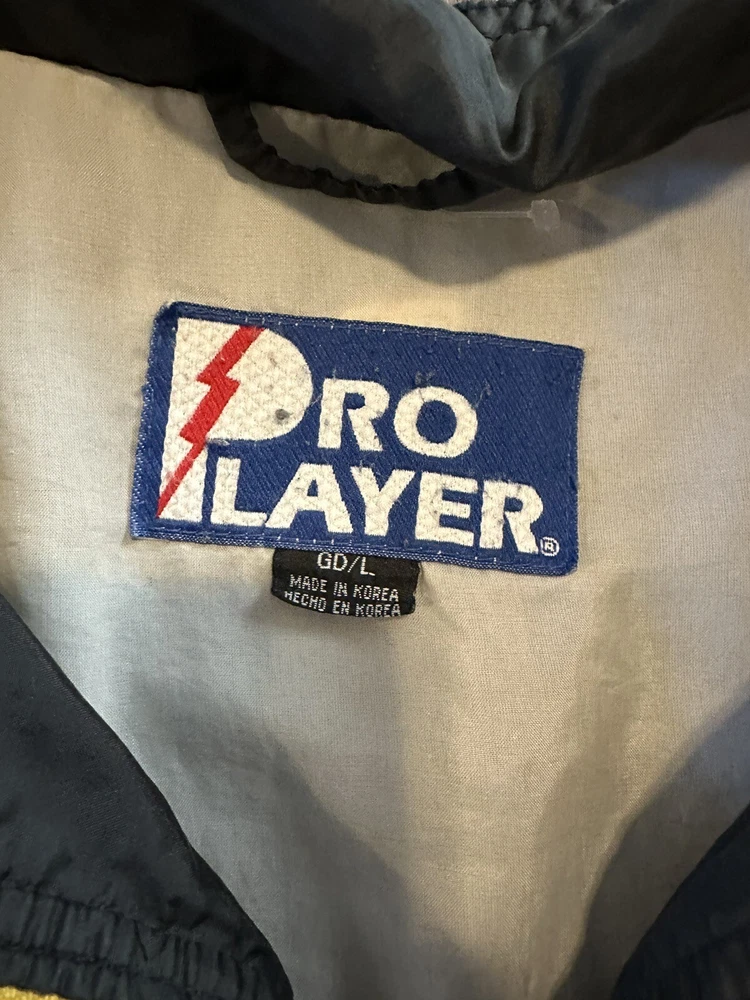 PRO
PLAYER®
GD/L
MADE IN KOREA
HECHO EN KOREA